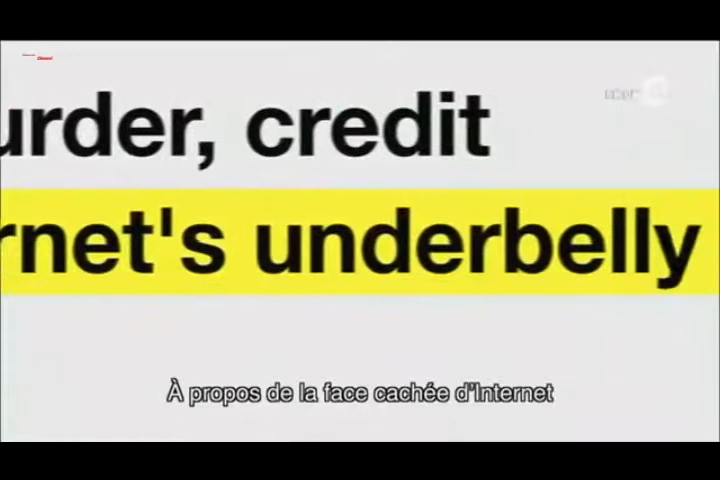 urder, credit
rnet's underbelly
À propos de la face cachée d'Internet